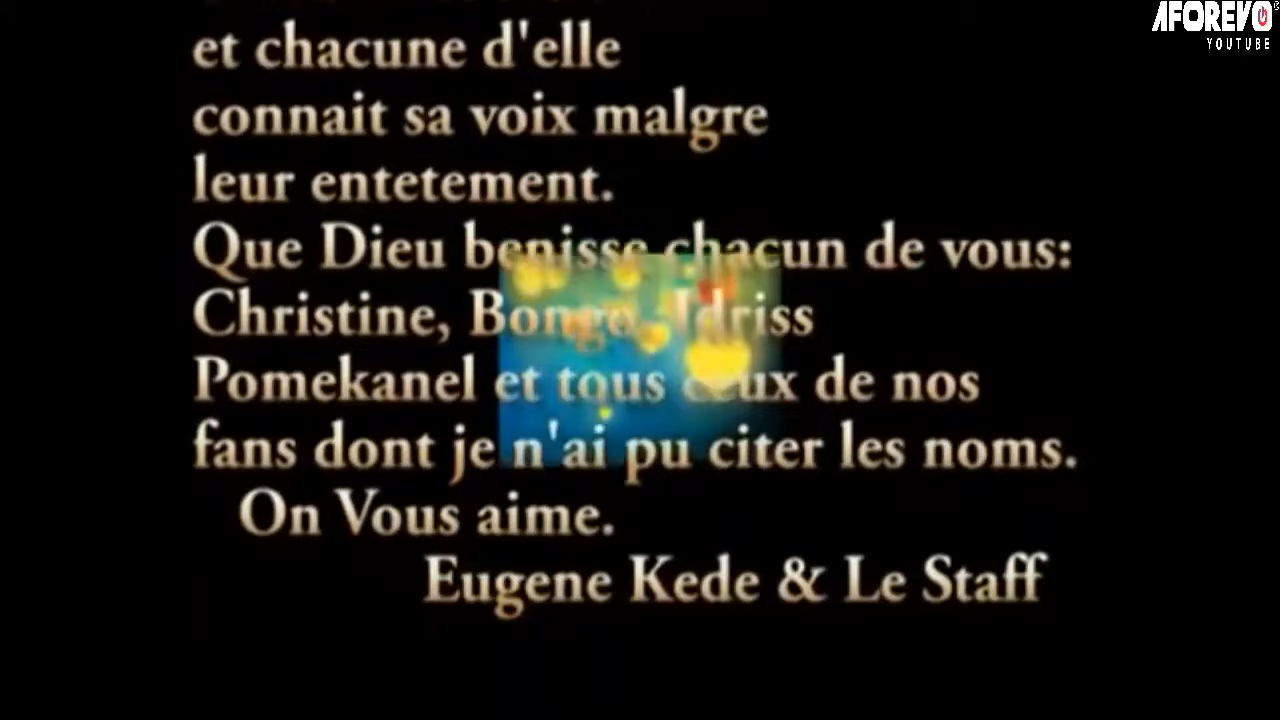 AFOREVO
YOUTUBE
et chacune d'elle
connait sa voix malgre
leur entetement.
Que Dieu benisse chacun de vous:
Christine, Bongo, Idriss
Pomekanel et tous ceux de nos
fans dont je n'ai pu citer les noms.
On Vous aime.
Eugene Kede & Le Staff